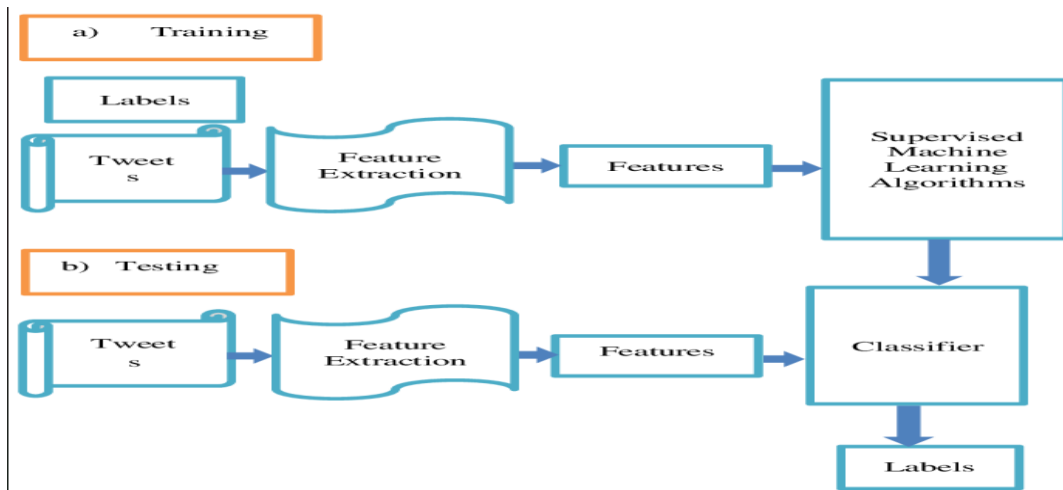 a) Training
Labels
Tweet
s
Feature
Extraction
Features
Supervised
Machine
Learning
Algorithms
b) Testing
Tweet
s
Feature
Extraction
Features
Classifier
Labels